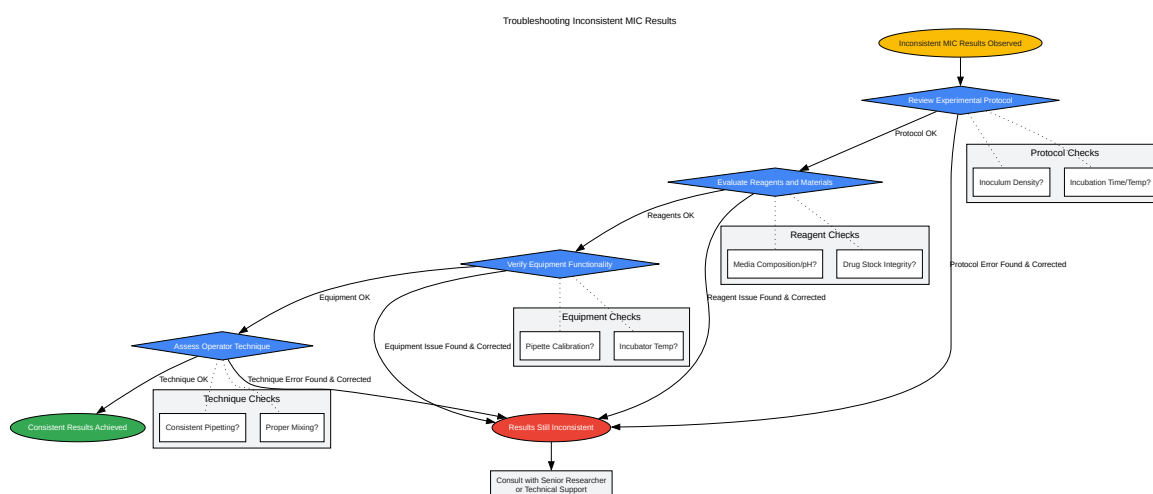 Troubleshooting Inconsistent MIC Results
Inconsistent MIC Results Observed
Review Experimental Protocol
Protocol OK
Protocol Checks
Inoculum Density?
Incubation Time/Temp?
Evaluate Reagents and Materials
Reagents OK
Reagent Checks
Media Composition/pH?
Drug Stock Integrity?
Verify Equipment Functionality
Protocol Error Found & Corrected
Equipment OK
Reagent Issue Found & Corrected
Equipment Checks
Pipette Calibration?
Incubator Temp?
Assess Operator Technique
Equipment Issue Found & Corrected
Technique OK
Technique Error Found & Corrected
Technique Checks
Consistent Pipetting?
Proper Mixing?
Consistent Results Achieved
Results Still Inconsistent
Consult with Senior Researcher
or Technical Support